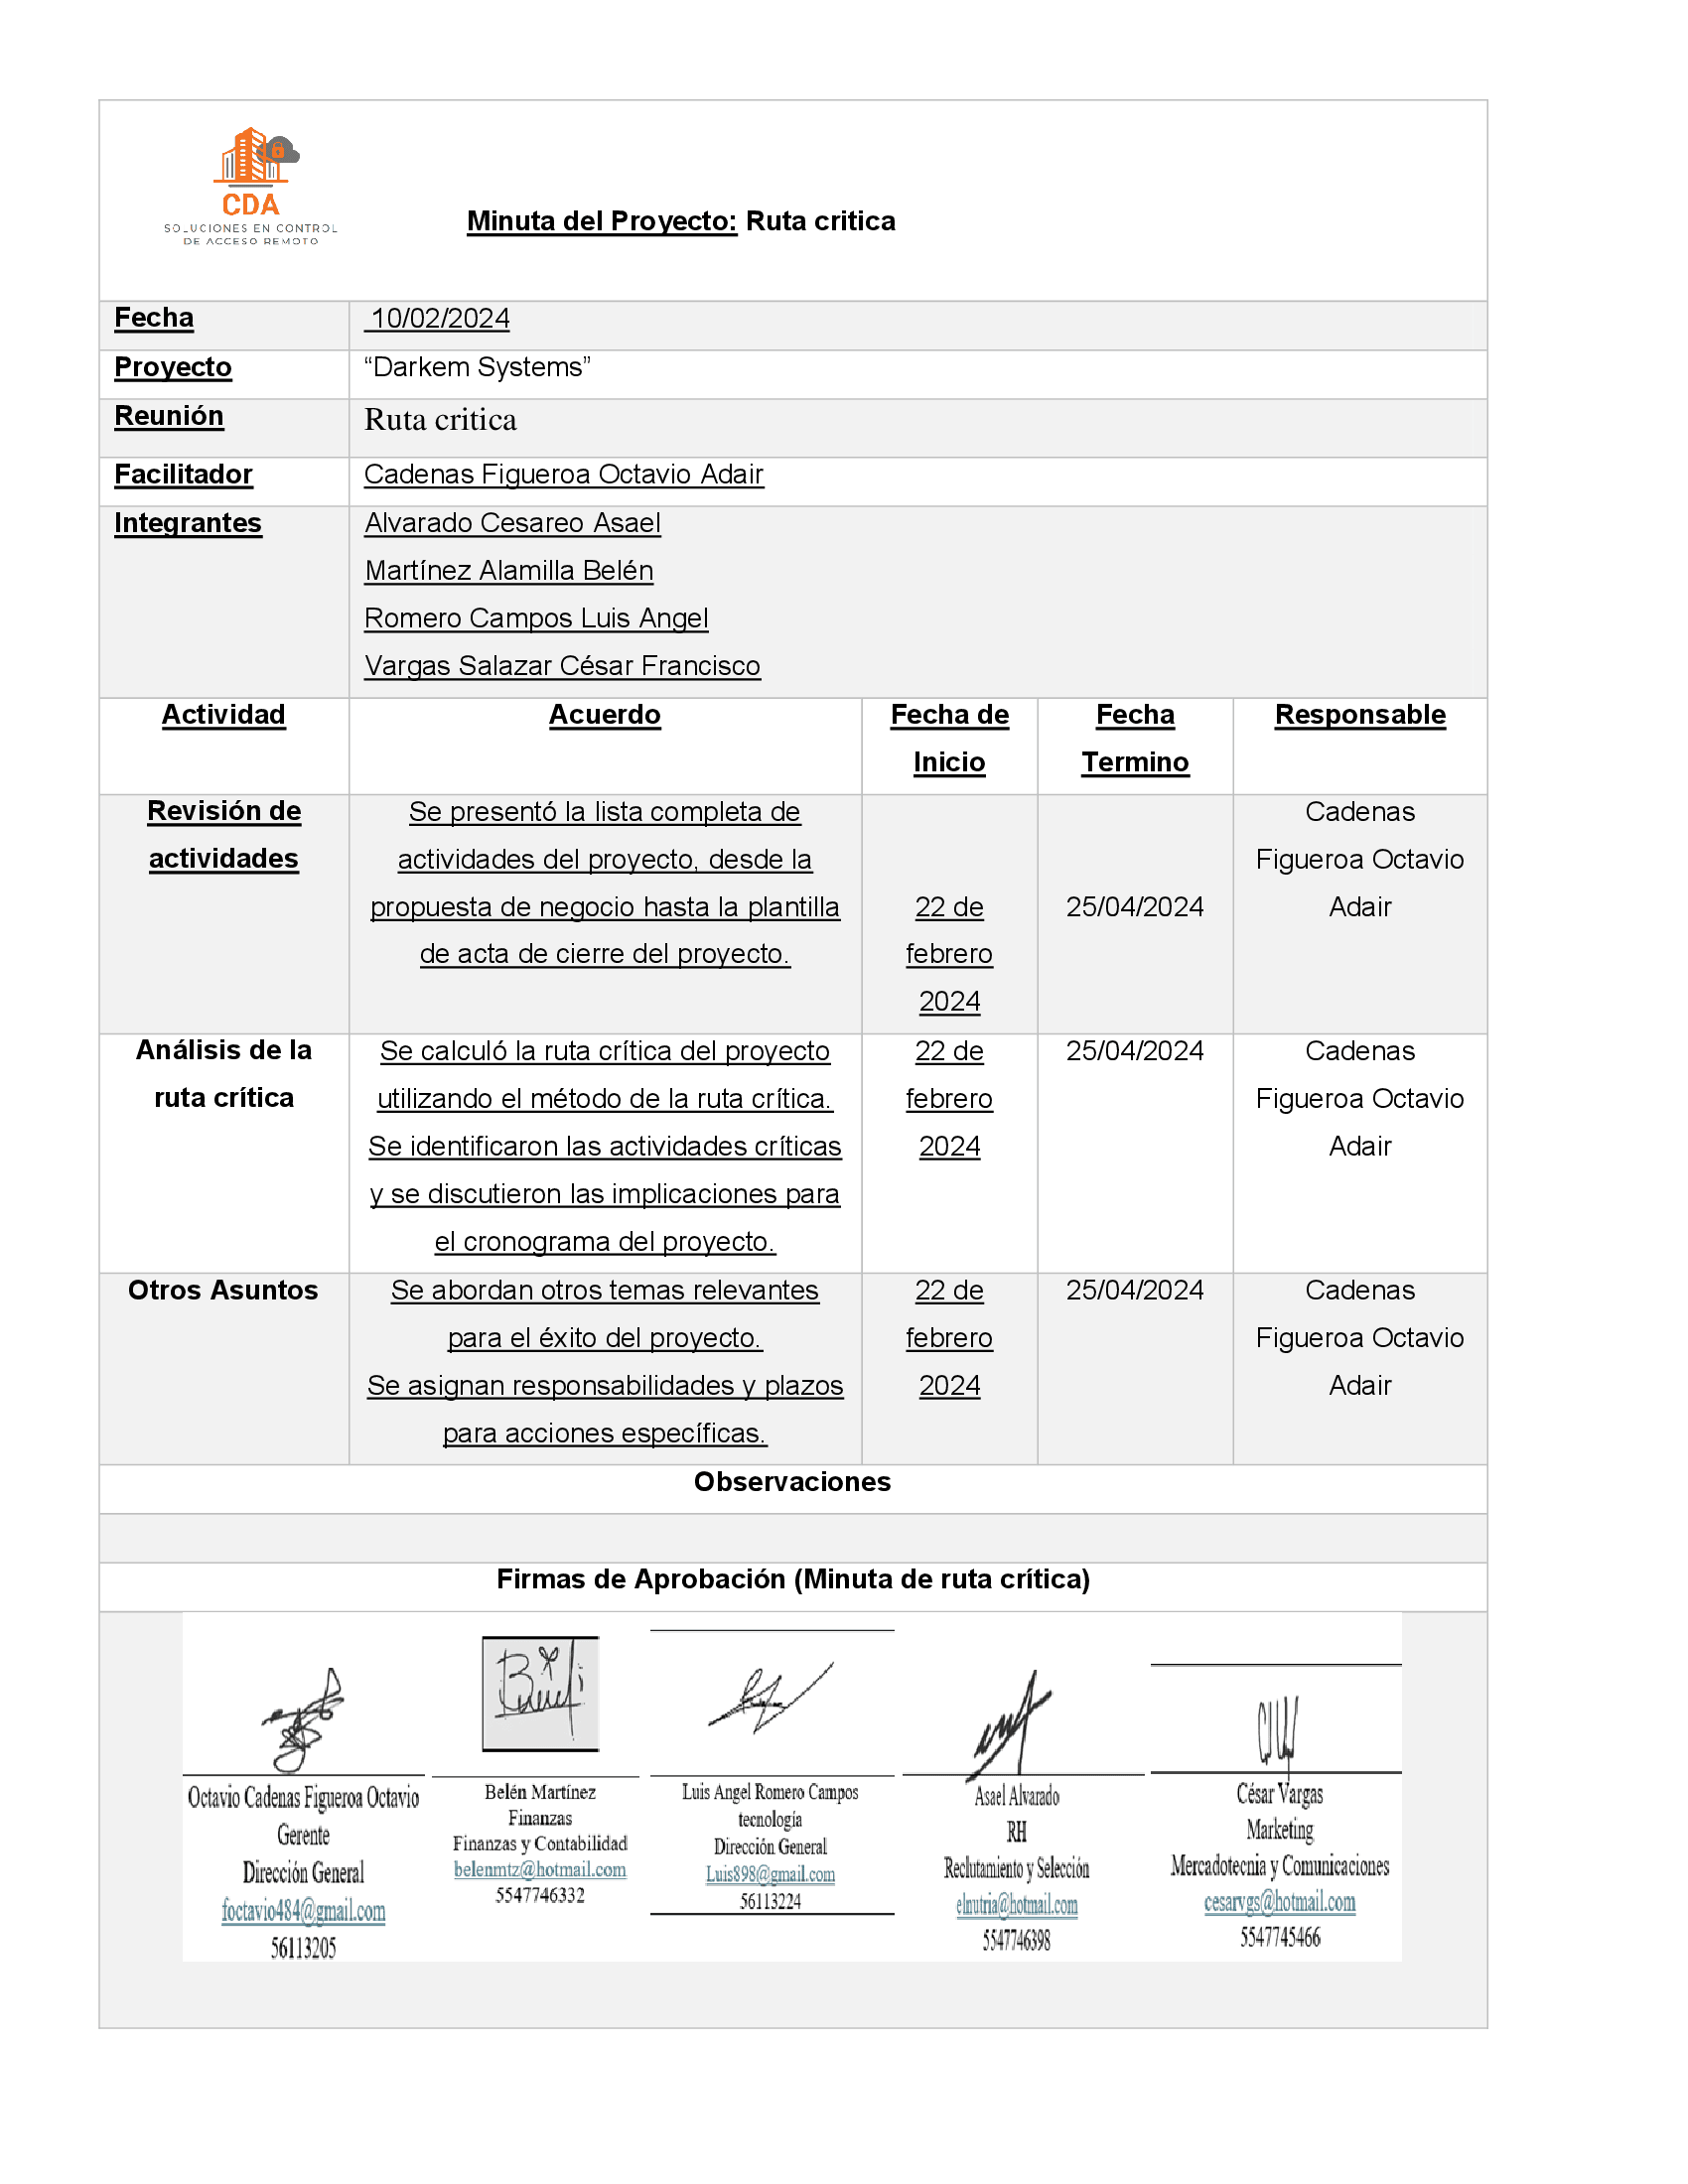 CDA
SOLUCIONES EN CONTROL
DE ACCESO REMOTO
Minuta del Proyecto: Ruta critica
Fecha
10/02/2024
Proyecto
“Darkem Systems”
Reunión
Ruta critica
Facilitador
Cadenas Figueroa Octavio Adair
Integrantes
Alvarado Cesareo Asael
Martínez Alamilla Belén
Romero Campos Luis Angel
Vargas Salazar César Francisco
Actividad
Acuerdo
Fecha de
Inicio
Fecha
Termino
Responsable
Revisión de
actividades
Se presentó la lista completa de
actividades del proyecto, desde la
propuesta de negocio hasta la plantilla
de acta de cierre del proyecto.
22 de
febrero
2024
25/04/2024
Cadenas
Figueroa Octavio
Adair
Análisis de la
ruta crítica
Se calculó la ruta crítica del proyecto
utilizando el método de la ruta crítica.
Se identificaron las actividades críticas
y se discutieron las implicaciones para
el cronograma del proyecto.
22 de
febrero
2024
25/04/2024
Cadenas
Figueroa Octavio
Adair
Otros Asuntos
Se abordan otros temas relevantes
para el éxito del proyecto.
Se asignan responsabilidades y plazos
para acciones específicas.
22 de
febrero
2024
25/04/2024
Cadenas
Figueroa Octavio
Adair
Observaciones
Firmas de Aprobación (Minuta de ruta crítica)
Octavio Cadenas Figueroa Octavio
Gerente
Dirección General
foctavio484@gmail.com
56113205
Belén Martínez
Finanzas
Finanzas y Contabilidad
belenmtz@hotmail.com
5547746332
Luis Angel Romero Campos
tecnología
Dirección General
Luis898@gmail.com
56113224
Asael Alvarado
RH
Reclutamiento y Selección
elnutria@hotmail.com
5547746398
César Vargas
Marketing
Mercadotecnia y Comunicaciones
cesarvgs@hotmail.com
5547745466